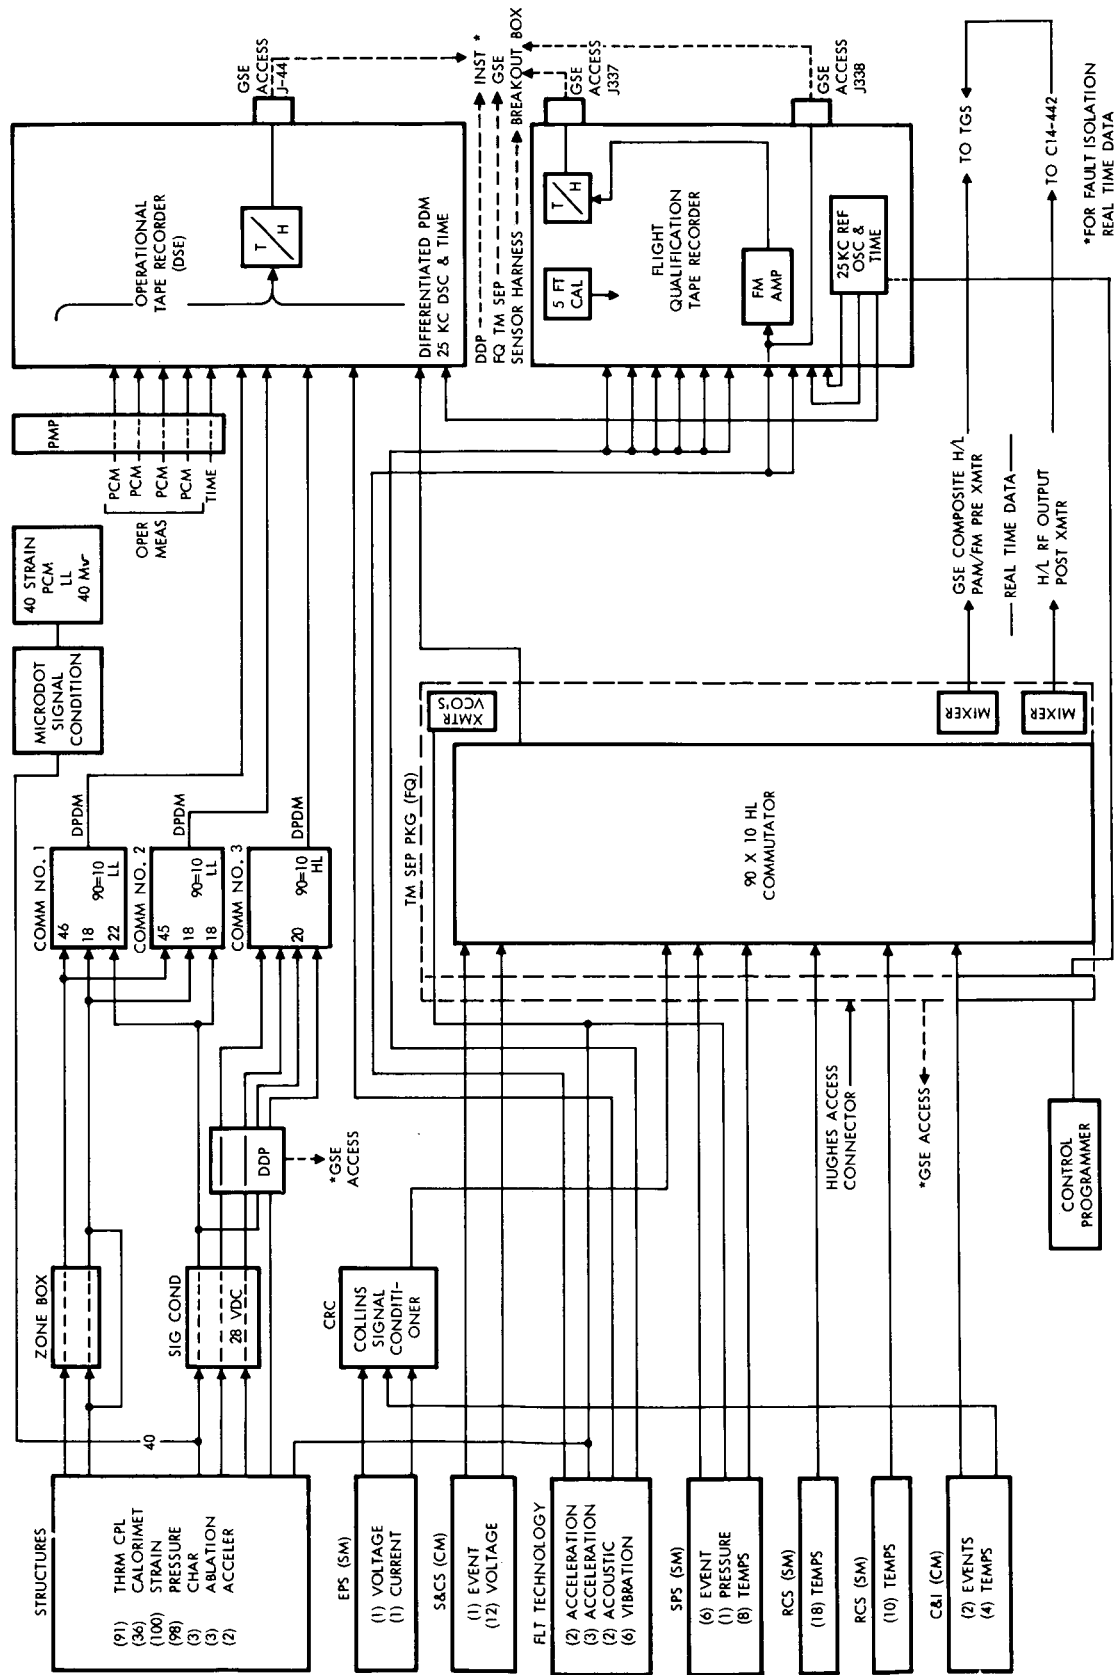 STRUCTURES
(91) THRM CPL
(36) CALORIMET
(100) STRAIN
(98) PRESSURE
(3) CHAR
(3) ABLATION
(2) ACCELER
EPS (SM)
(1) VOLTAGE
(1) CURRENT
S&CS (CM)
(1) EVENT
(12) VOLTAGE
FLT TECHNOLOGY
(2) ACCELERATION
(3) ACCELERATION
(2) ACOUSTIC
(6) VIBRATION
SPS (SM)
(6) EVENT
(1) PRESSURE
(8) TEMPS
RCS (SM)
(18) TEMPS
RCS (SM)
(10) TEMPS
C&I (CM)
(2) EVENTS
(4) TEMPS
40
ZONE BOX
SIG COND
28 VDC
CRC
COLLINS
SIGNAL
CONDITI-
ONER
DDP
*GSE
ACCESS
HUGHES ACCESS
CONNECTOR
*GSE ACCESS
CONTROL
PROGRAMMER
COMM NO. 1
46
18
22
90=10
LL
DPDM
COMM NO. 2
45
18
18
90=10
LL
DPDM
COMM NO. 3
20
90=10
HL
DPDM
TM SEP PKG (FQ)
90 X 10 HL
COMMUTATOR
XMTR
VCO'S
MIXER
MIXER
MICRODOT
SIGNAL
CONDITION
40 STRAIN
PCM
LL
40 Mv
OPER
MEAS
PCM
PCM
PCM
PCM
TIME
PMP
OPERATIONAL
TAPE RECORDER
(DSE)
T/H
DIFFERENTIATED PDM
25 KC DSC & TIME
GSE
ACCESS
J-44
DDP INST *
FQ TM SEP GSE
SENSOR HARNESS BREAKOUT BOX
5 FT
CAL
T/H
FLIGHT
QUALIFICATION
TAPE RECORDER
FM
AMP
25KC REF
OSC &
TIME
GSE
ACCESS
J337
GSE
ACCESS
J338
GSE COMPOSITE H/L
PAM/FM PRE XMTR
TO TGS
REAL TIME DATA
H/L RF OUTPUT
POST XMTR
TO C14-442
*FOR FAULT ISOLATION
REAL TIME DATA